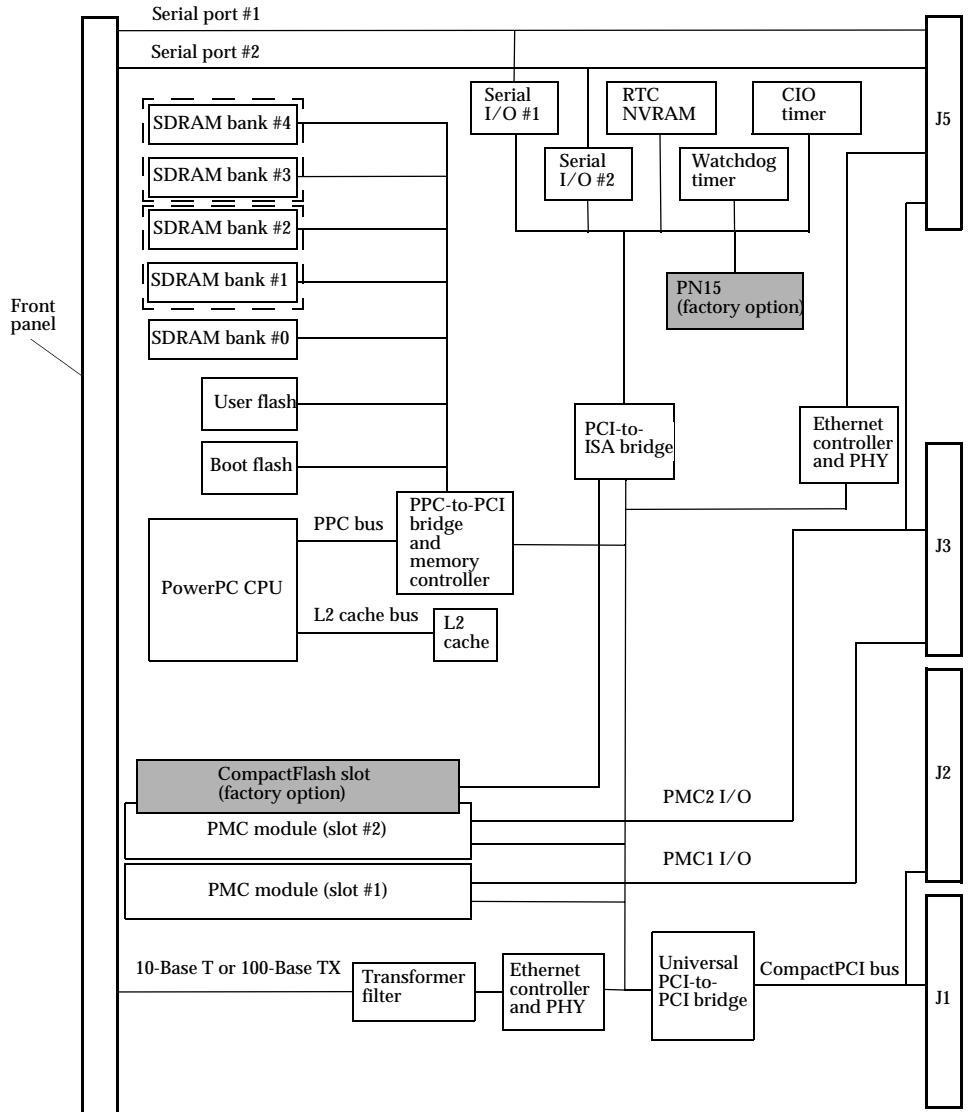 Serial port #1
Serial port #2
SDRAM bank #4
SDRAM bank #3
SDRAM bank #2
SDRAM bank #1
SDRAM bank #0
User flash
Boot flash
Front
panel
Serial
I/O #1
Serial
I/O #2
RTC
NVRAM
Watchdog
timer
CIO
timer
PN15
(factory option)
J5
PCI-to-
ISA bridge
Ethernet
controller
and PHY
PowerPC CPU
PPC bus
PPC-to-PCI
bridge
and
memory
controller
L2 cache bus
L2
cache
J3
CompactFlash slot
(factory option)
PMC module (slot #2)
PMC2 I/O
PMC module (slot #1)
PMC1 I/O
J2
10-Base T or 100-Base TX
Transformer
filter
Ethernet
controller
and PHY
Universal
PCI-to-
PCI bridge
CompactPCI bus
J1